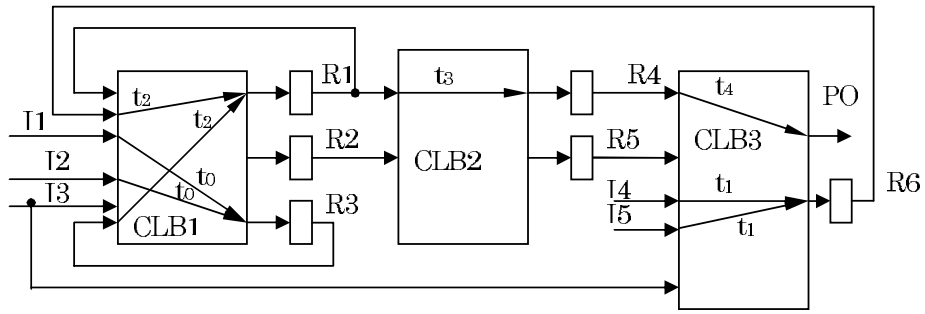 R1
R4
t3
t4
PO
t2
t2
I1
R2
R5
CLB3
CLB2
I2
t0
t0
I3
R3
I4
t1
R6
I5
CLB1
t1